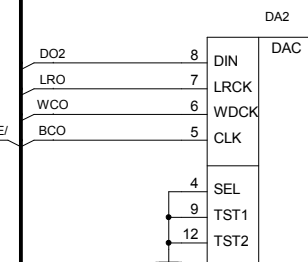 DA2
DAC
DO2 8 DIN
LRO 7 LRCK
WCO 6 WDCK
E/ BCO 5 CLK
4 SEL
9 TST1
12 TST2